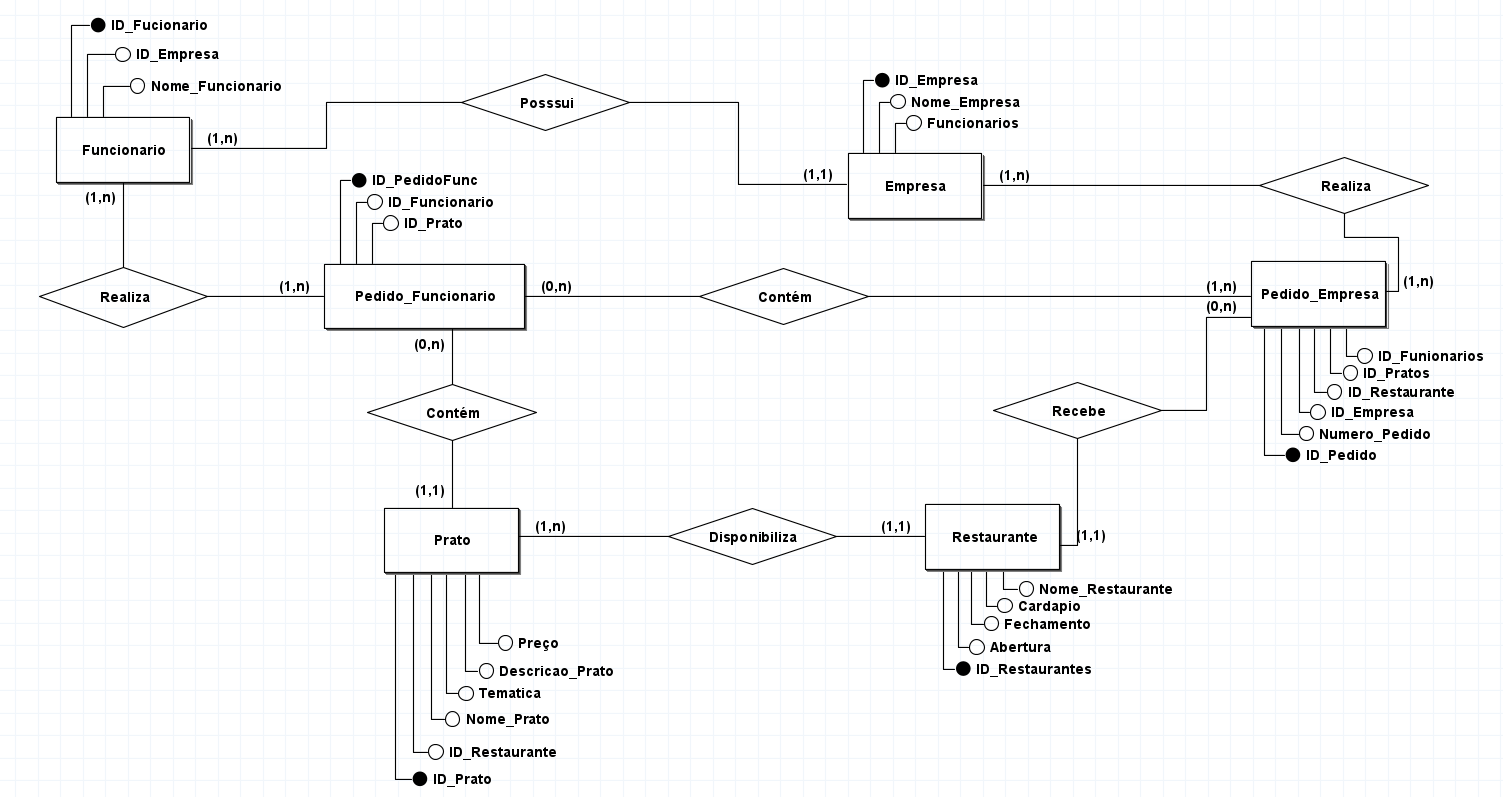 ID_Fucionario
ID_Empresa
Nome_Funcionario
Funcionario
(1,n)
(1,n)
Posssui
ID_Empresa
Nome_Empresa
Funcionarios
(1,1)
Empresa
(1,n)
Realiza
ID_PedidoFunc
ID_Funcionario
ID_Prato
Realiza
(1,n)
Pedido_Funcionario
(0,n)
Contém
(1,n)
(0,n)
Pedido_Empresa
(1,n)
ID_Funionarios
ID_Pratos
ID_Restaurante
ID_Empresa
Numero_Pedido
ID_Pedido
(0,n)
Contém
(1,1)
Recebe
Prato
(1,n)
Disponibiliza
(1,1)
Restaurante
(1,1)
Nome_Restaurante
Cardapio
Fechamento
Abertura
ID_Restaurantes
Preço
Descricao_Prato
Tematica
Nome_Prato
ID_Restaurante
ID_Prato